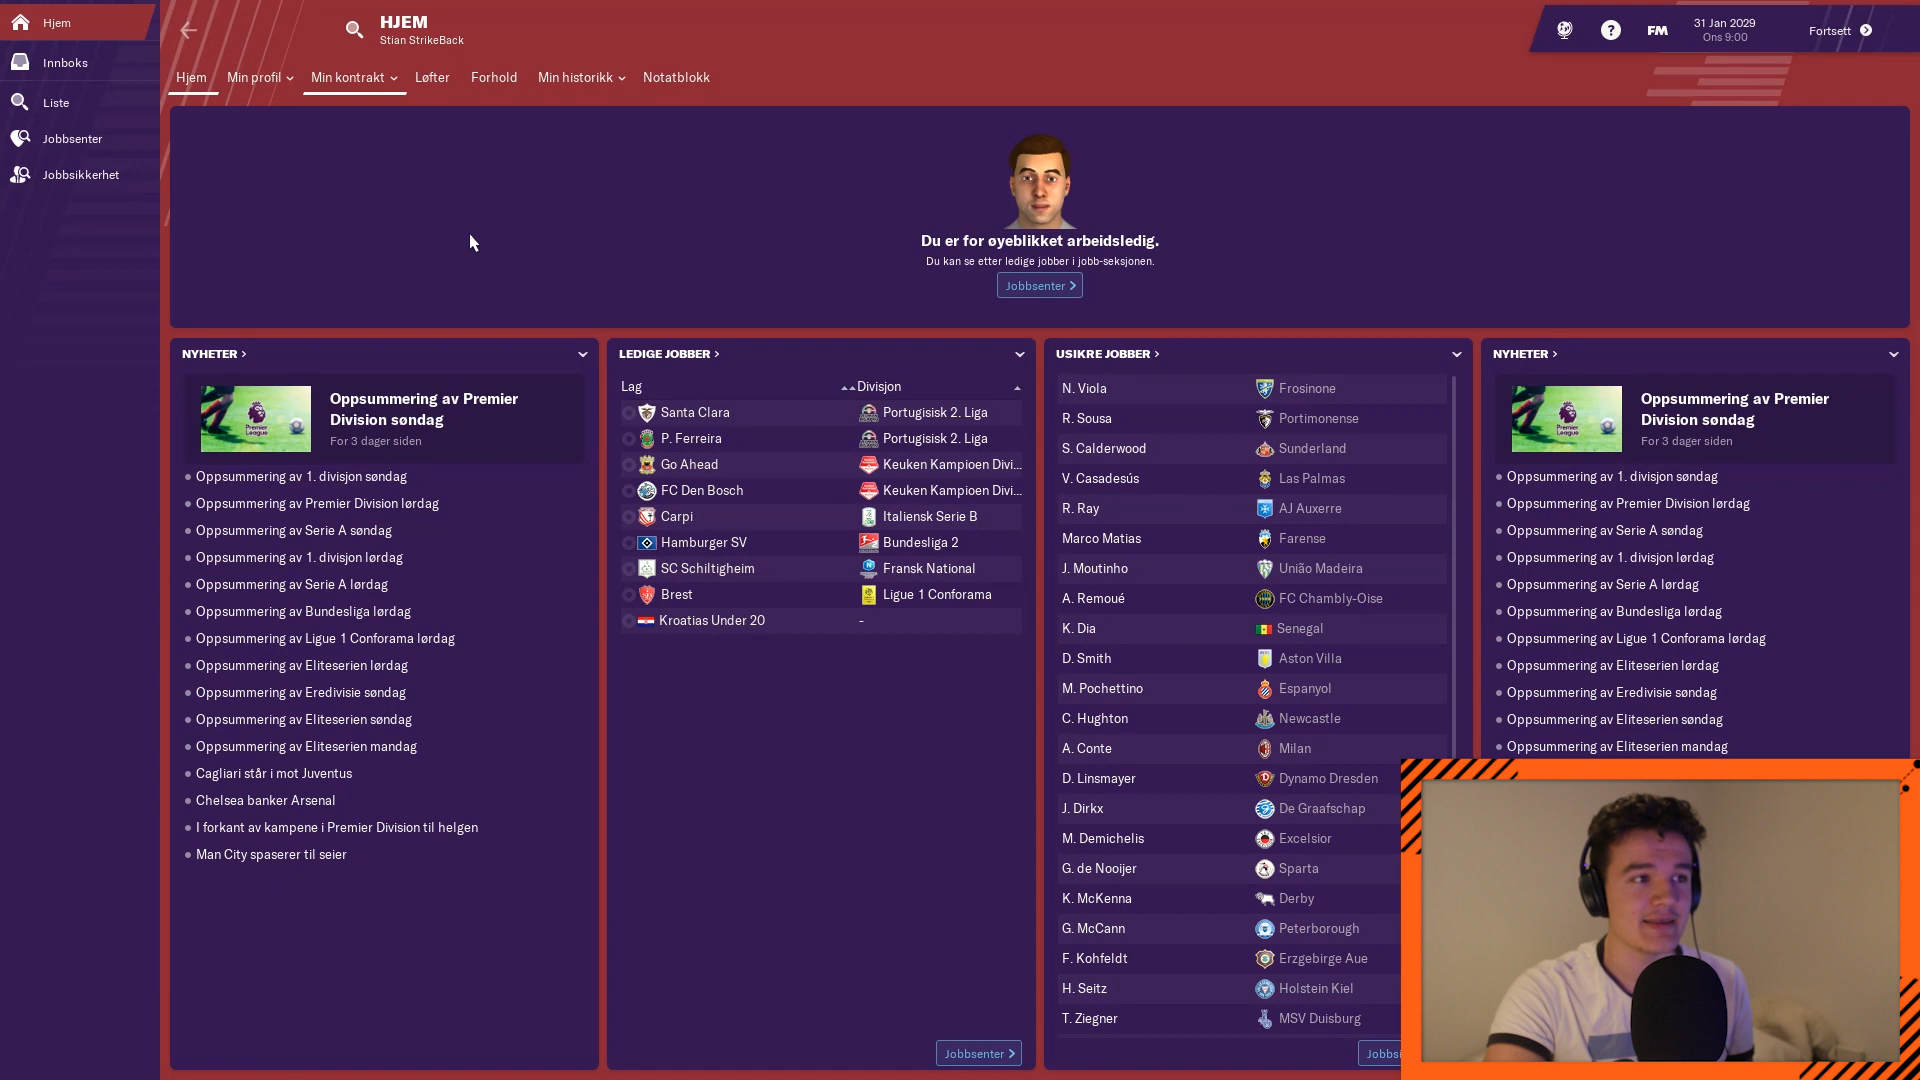 Hjem
Innboks
Liste
Jobbsenter
Jobbsikkerhet
HJEM
Stian StrikeBack
FM
31 Jan 2029
Ons 9:00
Fortsett
Hjem
Min profil
Min kontrakt
Løfter
Forhold
Min historikk
Notatblokk
Du er for øyeblikket arbeidsledig.
Du kan se etter ledige jobber i jobb-seksjonen.
Jobbsenter
NYHETER
Premier League
Oppsummering av Premier
Division søndag
For 3 dager siden
Oppsummering av 1. divisjon søndag
Oppsummering av Premier Division lørdag
Oppsummering av Serie A søndag
Oppsummering av 1. divisjon lørdag
Oppsummering av Serie A lørdag
Oppsummering av Bundesliga lørdag
Oppsummering av Ligue 1 Conforama lørdag
Oppsummering av Eliteserien lørdag
Oppsummering av Eredivisie søndag
Oppsummering av Eliteserien søndag
Oppsummering av Eliteserien mandag
Cagliari står i mot Juventus
Chelsea banker Arsenal
I forkant av kampene i Premier Division til helgen
Man City spaserer til seier
LEDIGE JOBBER
Lag Divisjon
Santa Clara Portugisisk 2. Liga
P. Ferreira Portugisisk 2. Liga
Go Ahead Keuken Kampioen Divi...
FC Den Bosch Keuken Kampioen Divi...
Carpi Italiensk Serie B
Hamburger SV Bundesliga 2
SC Schiltigheim Fransk National
Brest Ligue 1 Conforama
Kroatias Under 20 -
Jobbsenter
USIKRE JOBBER
N. Viola Frosinone
R. Sousa Portimonense
S. Calderwood Sunderland
V. Casadesús Las Palmas
R. Ray AJ Auxerre
Marco Matias Farense
J. Moutinho União Madeira
A. Remoué FC Chambly-Oise
K. Dia Senegal
D. Smith Aston Villa
M. Pochettino Espanyol
C. Hughton Newcastle
A. Conte Milan
D. Linsmayer Dynamo Dresden
J. Dirkx De Graafschap
M. Demichelis Excelsior
G. de Nooijer Sparta
K. McKenna Derby
G. McCann Peterborough
F. Kohfeldt Erzgebirge Aue
H. Seitz Holstein Kiel
T. Ziegner MSV Duisburg
Jobbsi
NYHETER
Premier League
Oppsummering av Premier
Division søndag
For 3 dager siden
Oppsummering av 1. divisjon søndag
Oppsummering av Premier Division lørdag
Oppsummering av Serie A søndag
Oppsummering av 1. divisjon lørdag
Oppsummering av Serie A lørdag
Oppsummering av Bundesliga lørdag
Oppsummering av Ligue 1 Conforama lørdag
Oppsummering av Eliteserien lørdag
Oppsummering av Eredivisie søndag
Oppsummering av Eliteserien søndag
Oppsummering av Eliteserien mandag